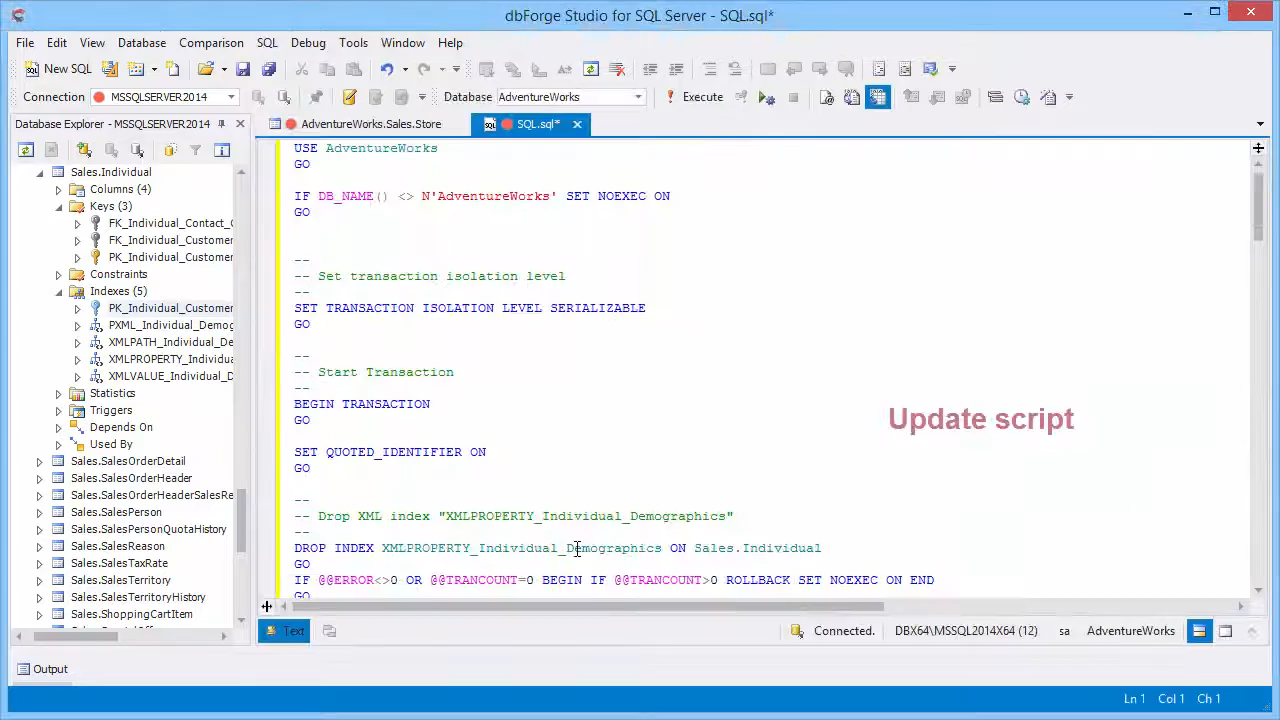 dbForge Studio for SQL Server - SQL.sql*
File Edit View Database Comparison SQL Debug Tools Window Help
New SQL
Connection MSSQLSERVER2014 Database AdventureWorks Execute
Database Explorer - MSSQLSERVER2014
AdventureWorks.Sales.Store SQL.sql*
Sales.Individual
Columns (4)
Keys (3)
FK_Individual_Contact_C
FK_Individual_Customer
PK_Individual_Customer
Constraints
Indexes (5)
PK_Individual_Customer
PXML_Individual_Demog
XMLPATH_Individual_De
XMLPROPERTY_Individua
XMLVALUE_Individual_D
Statistics
Triggers
Depends On
Used By
Sales.SalesOrderDetail
Sales.SalesOrderHeader
Sales.SalesOrderHeaderSalesRe
Sales.SalesPerson
Sales.SalesPersonQuotaHistory
Sales.SalesReason
Sales.SalesTaxRate
Sales.SalesTerritory
Sales.SalesTerritoryHistory
Sales.ShoppingCartItem
USE AdventureWorks
GO
IF DB_NAME() <> N'AdventureWorks' SET NOEXEC ON
GO
--
-- Set transaction isolation level
--
SET TRANSACTION ISOLATION LEVEL SERIALIZABLE
GO
--
-- Start Transaction
--
BEGIN TRANSACTION
GO
SET QUOTED_IDENTIFIER ON
GO
--
-- Drop XML index "XMLPROPERTY_Individual_Demographics"
--
DROP INDEX XMLPROPERTY_Individual_Demographics ON Sales.Individual
GO
IF @@ERROR<>0 OR @@TRANCOUNT=0 BEGIN IF @@TRANCOUNT>0 ROLLBACK SET NOEXEC ON END
GO
Update script
Text
Connected. DBX64\MSSQL2014X64 (12) sa AdventureWorks
Output
Ln 1 Col 1 Ch 1